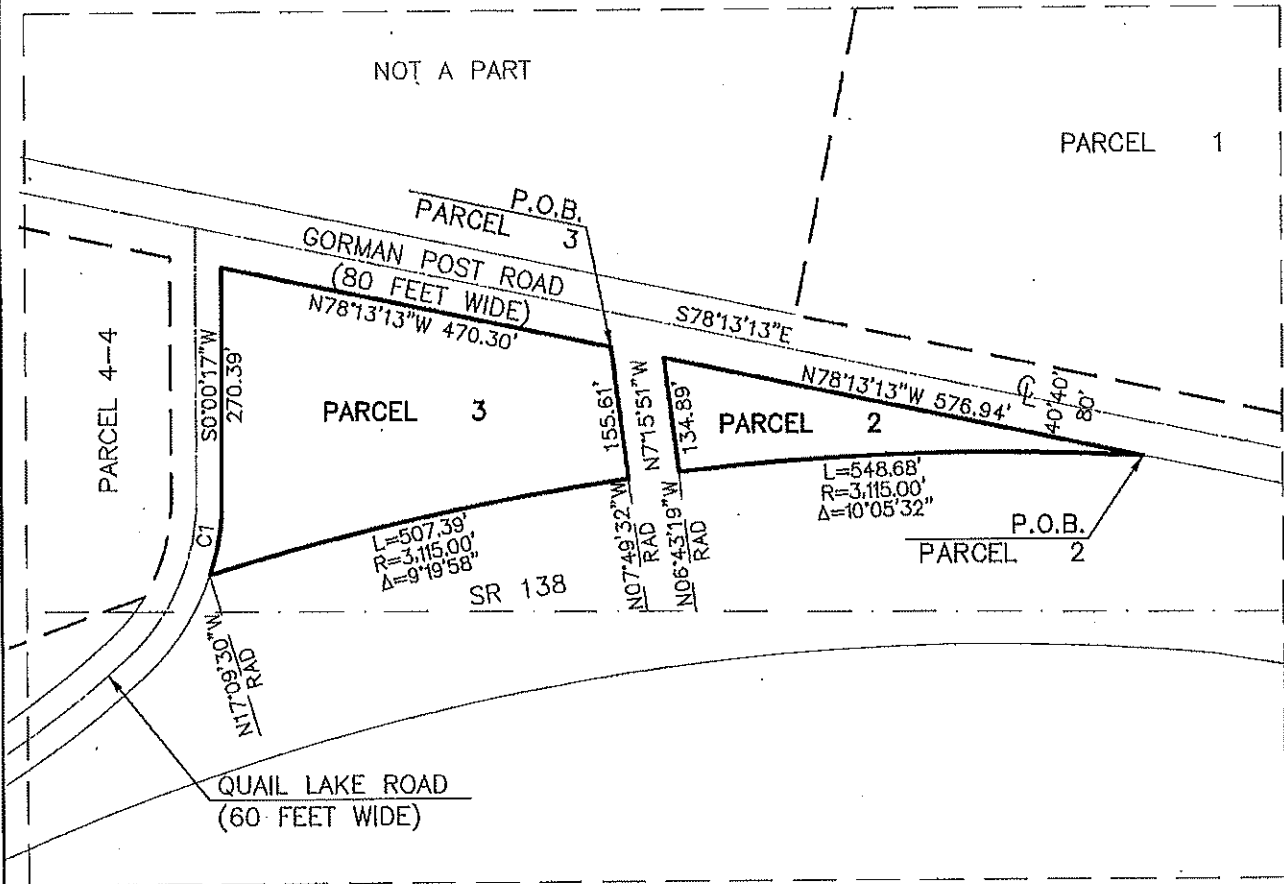 NOT A PART
PARCEL 1
P.O.B.
PARCEL 3
GORMAN POST ROAD
(80 FEET WIDE)
N78°13'13"W 470.30'
S78°13'13"E
N78°13'13"W 576.94'
℄
40'
40'
80'
PARCEL 4-4
S0°00'17"W
270.39'
PARCEL 3
155.61'
N7°15'51"W
134.89'
PARCEL 2
L=548.68'
R=3,115.00'
Δ=10°05'32"
P.O.B.
PARCEL 2
C1
L=507.39'
R=3,115.00'
Δ=9°19'58"
SR 138
N07°49'32"W
RAD
N06°43'19"W
RAD
N17°09'30"W
RAD
QUAIL LAKE ROAD
(60 FEET WIDE)